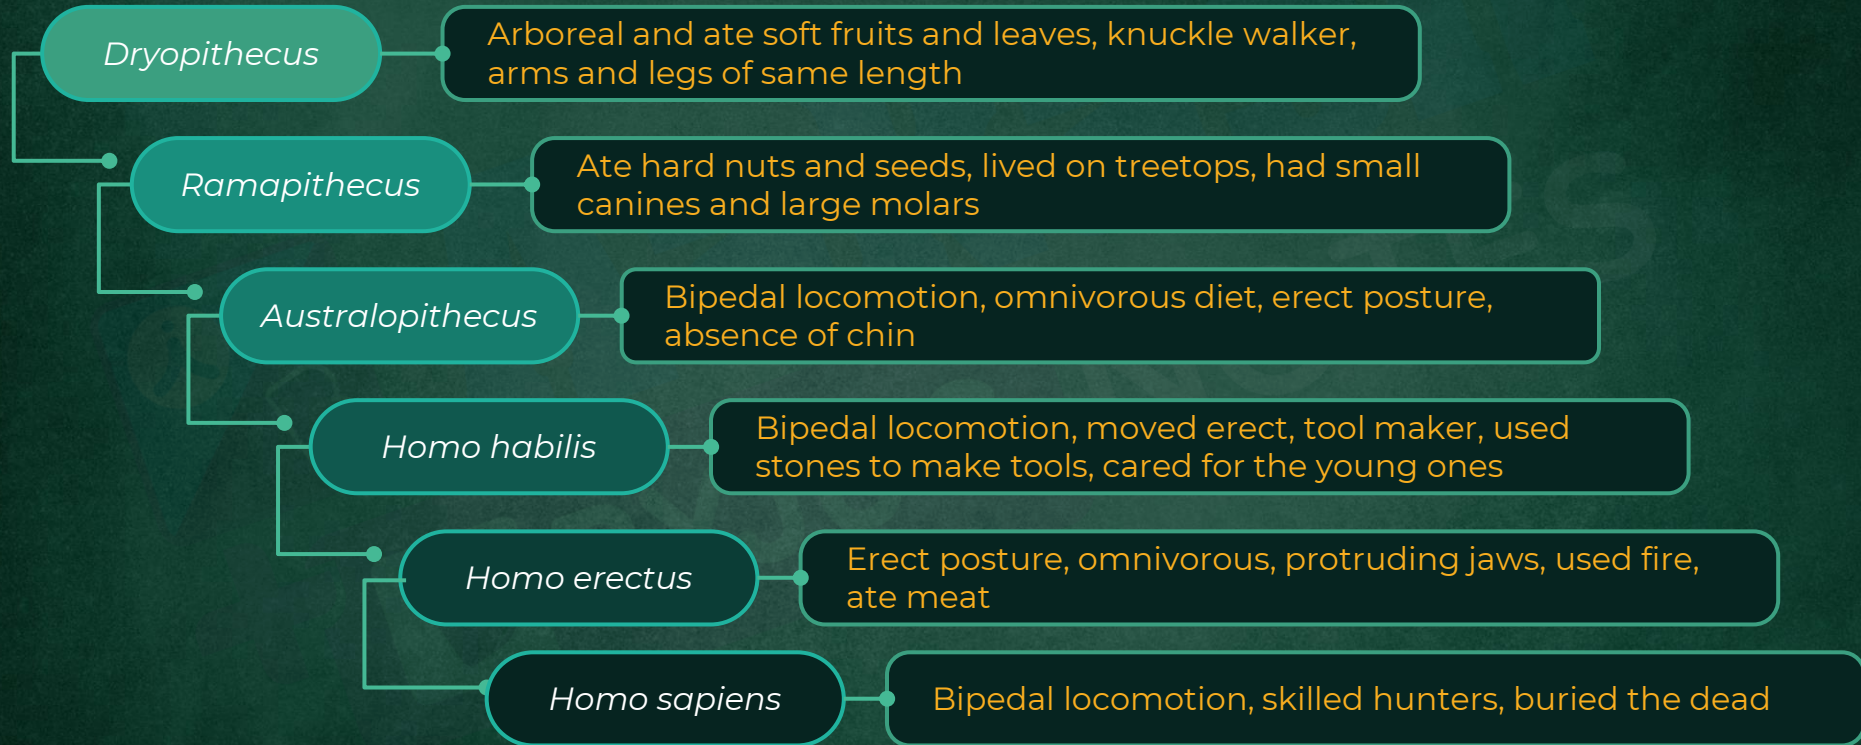 Dryopithecus
Arboreal and ate soft fruits and leaves, knuckle walker,
arms and legs of same length
Ramapithecus
Ate hard nuts and seeds, lived on treetops, had small
canines and large molars
Australopithecus
Bipedal locomotion, omnivorous diet, erect posture,
absence of chin
Homo habilis
Bipedal locomotion, moved erect, tool maker, used
stones to make tools, cared for the young ones
Homo erectus
Erect posture, omnivorous, protruding jaws, used fire,
ate meat
Homo sapiens
Bipedal locomotion, skilled hunters, buried the dead